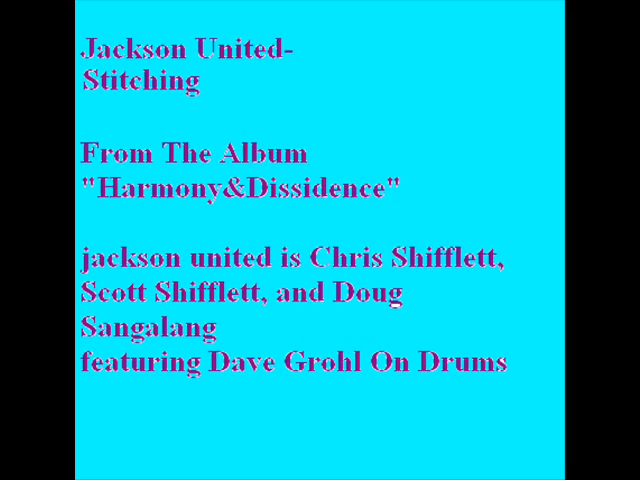 Jackson United-
Stitching
From The Album
"Harmony&Dissidence"
jackson united is Chris Shifflett,
Scott Shifflett, and Doug
Sangalang
featuring Dave Grohl On Drums